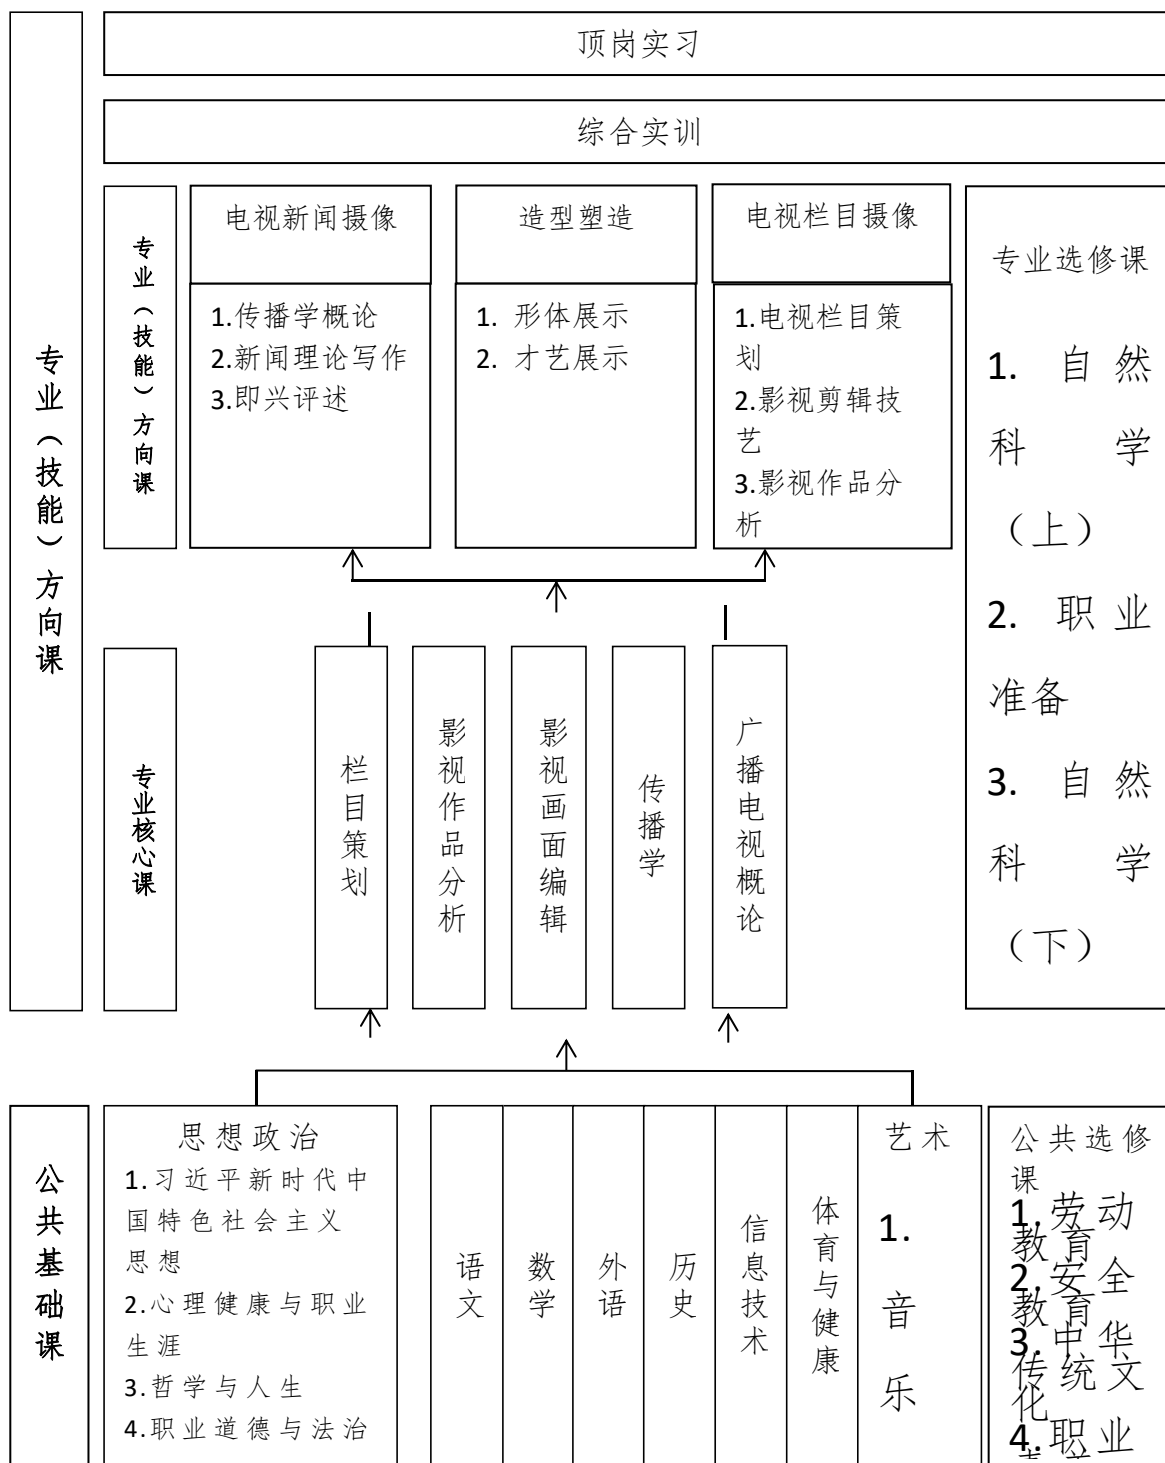 顶岗实习
综合实训
专业（技能）方向课
专业（技能）方向课
电视新闻摄像
1.传播学概论
2.新闻理论写作
3.即兴评述
造型塑造
1. 形体展示
2. 才艺展示
电视栏目摄像
1.电视栏目策
划
2.影视剪辑技
艺
3.影视作品分
析
专业选修课
1. 自然
科 学
（上）
2. 职业
准备
3. 自然
科 学
（下）
专业核心课
栏目策划
影视作品分析
影视画面编辑
传播学
广播电视概论
公共基础课
思想政治
1.习近平新时代中
国特色社会主义
思想
2.心理健康与职业
生涯
3.哲学与人生
4.职业道德与法治
语文
数学
外语
历史
信息技术
体育与健康
艺术
1.
音
乐
公共选修
课
1.劳动
教育
2.安全
教育
3.中华
传统文
化
4.职业